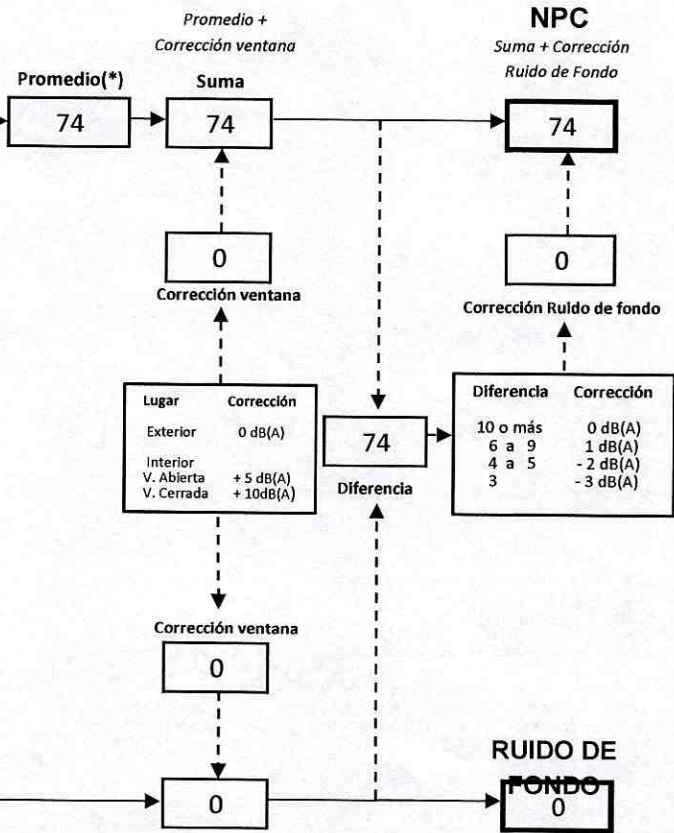 Promedio +
Corrección ventana
NPC
Suma + Corrección
Ruido de Fondo
Promedio(*)
Suma
74
74
74
0
Corrección ventana
0
Corrección Ruido de fondo
Lugar Corrección
Exterior 0 dB(A)
Interior
V. Abierta + 5 dB(A)
V. Cerrada + 10dB(A)
74
Diferencia
Diferencia Corrección
10 o más 0 dB(A)
6 a 9 1 dB(A)
4 a 5 - 2 dB(A)
3 - 3 dB(A)
Corrección ventana
0
0
RUIDO DE
FONDO
0